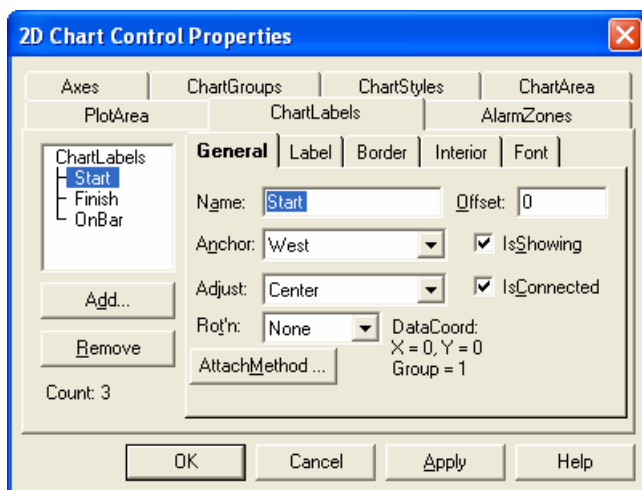 2D Chart Control Properties
Axes ChartGroups ChartStyles ChartArea
PlotArea ChartLabels AlarmZones
ChartLabels
Start
Finish
OnBar
Add...
Remove
Count: 3
General Label Border Interior Font
Name: Start Offset: 0
Anchor: West IsShowing
Adjust: Center IsConnected
Rot'n: None DataCoord:
X = 0, Y = 0
AttachMethod ... Group = 1
OK Cancel Apply Help